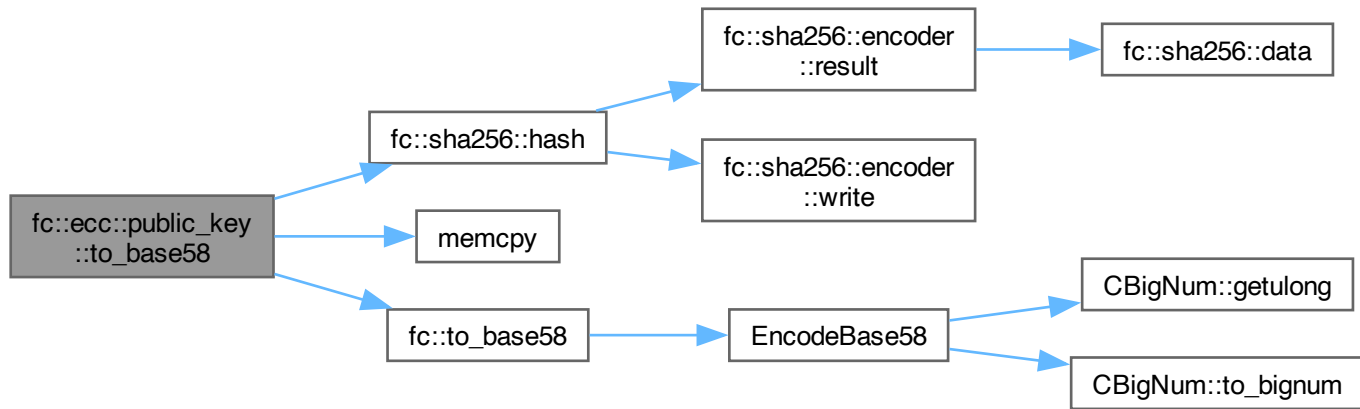 fc::ecc::public_key
::to_base58
fc::sha256::hash
memcpy
fc::to_base58
fc::sha256::encoder
::result
fc::sha256::encoder
::write
EncodeBase58
fc::sha256::data
CBigNum::getulong
CBigNum::to_bignum